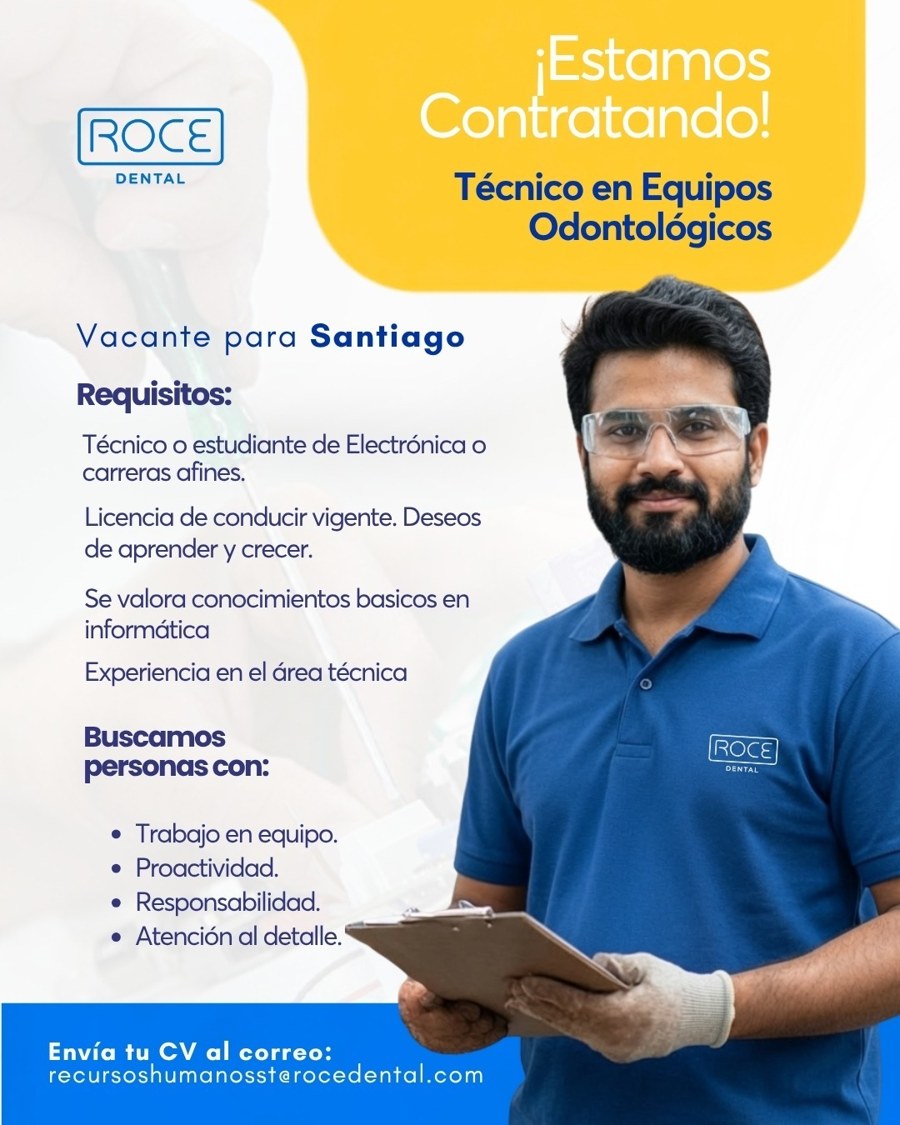 ROCE
DENTAL
¡Estamos
Contratando!
Técnico en Equipos
Odontológicos
Vacante para Santiago
Requisitos:
Técnico o estudiante de Electrónica o
carreras afines.
Licencia de conducir vigente. Deseos
de aprender y crecer.
Se valora conocimientos basicos en
informática
Experiencia en el área técnica
Buscamos
personas con:
• Trabajo en equipo.
• Proactividad.
• Responsabilidad.
• Atención al detalle.
ROCE
DENTAL
Envía tu CV al correo:
recursoshumanosst@rocedental.com